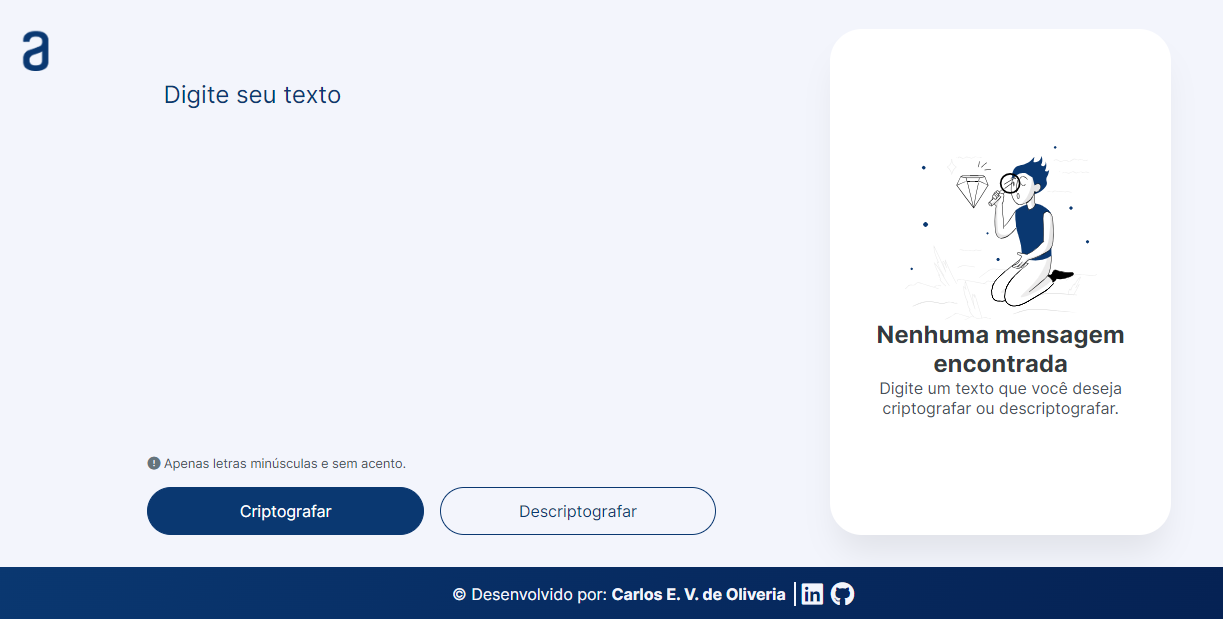 a
Digite seu texto
Nenhuma mensagem
encontrada
Digite um texto que você deseja
criptografar ou descriptografar.
Apenas letras minúsculas e sem acento.
Criptografar
Descriptografar
© Desenvolvido por: Carlos E. V. de Oliveria | in